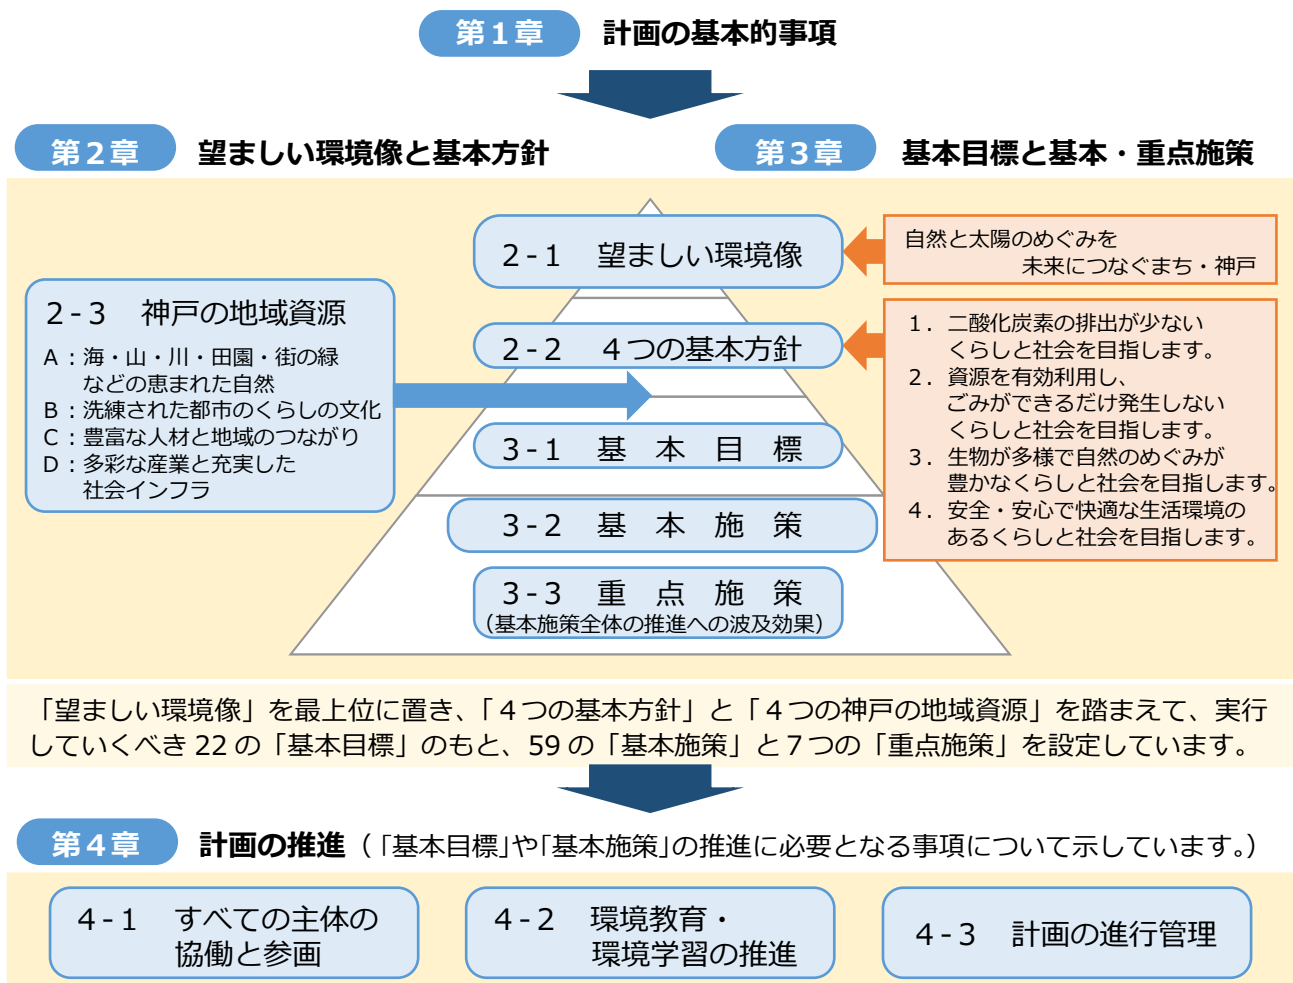 第１章　計画の基本的事項
第２章　望ましい環境像と基本方針
第３章　基本目標と基本・重点施策
２-１　望ましい環境像
自然と太陽のめぐみを
未来につなぐまち・神戸
２-２　４つの基本方針
１．二酸化炭素の排出が少ない
くらしと社会を目指します。
２．資源を有効利用し、
ごみができるだけ発生しない
くらしと社会を目指します。
３．生物が多様で自然のめぐみが
豊かなくらしと社会を目指します。
４．安全・安心で快適な生活環境の
あるくらしと社会を目指します。
２-３　神戸の地域資源
Ａ：海・山・川・田園・街の緑
などの恵まれた自然
Ｂ：洗練された都市のくらしの文化
Ｃ：豊富な人材と地域のつながり
Ｄ：多彩な産業と充実した
社会インフラ
３-１　基　本　目　標
３-２　基　本　施　策
３-３　重　点　施　策
（基本施策全体の推進への波及効果）
「望ましい環境像」を最上位に置き、「４つの基本方針」と「４つの神戸の地域資源」を踏まえて、実行
していくべき 22 の「基本目標」のもと、59 の「基本施策」と７つの「重点施策」を設定しています。
第４章　計画の推進（「基本目標」や「基本施策」の推進に必要となる事項について示しています。）
４-１　すべての主体の
協働と参画
４-２　環境教育・
環境学習の推進
４-３　計画の進行管理